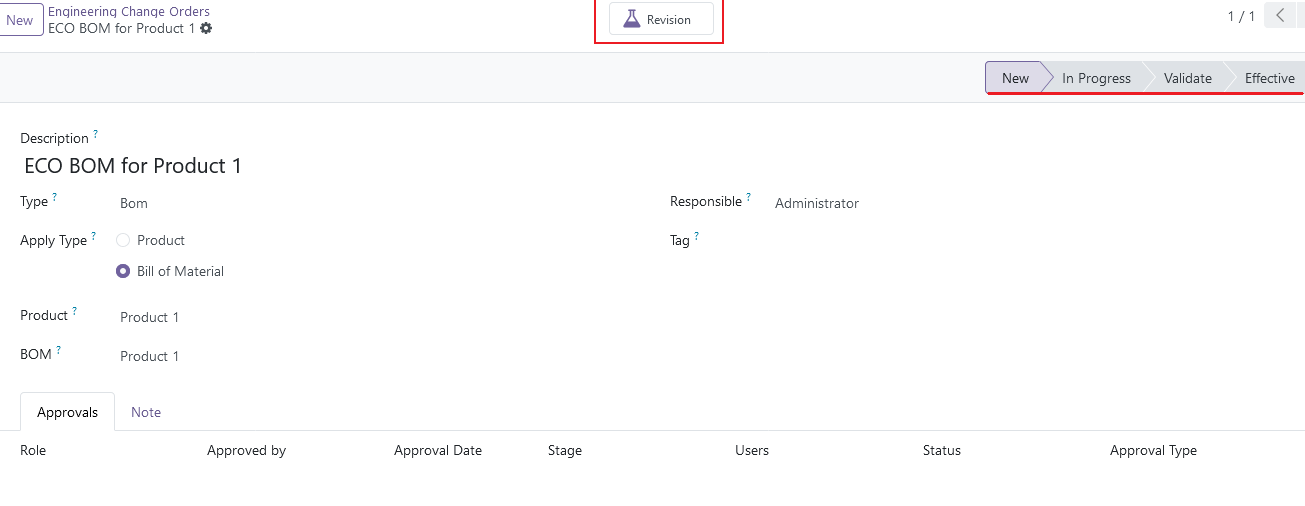 New
Engineering Change Orders
ECO BOM for Product 1
Revision
1 / 1
New
In Progress
Validate
Effective
Description ?
ECO BOM for Product 1
Type ?
Bom
Responsible ?
Administrator
Apply Type ?
Product
Tag ?
Bill of Material
Product ?
Product 1
BOM ?
Product 1
Approvals
Note
Role
Approved by
Approval Date
Stage
Users
Status
Approval Type